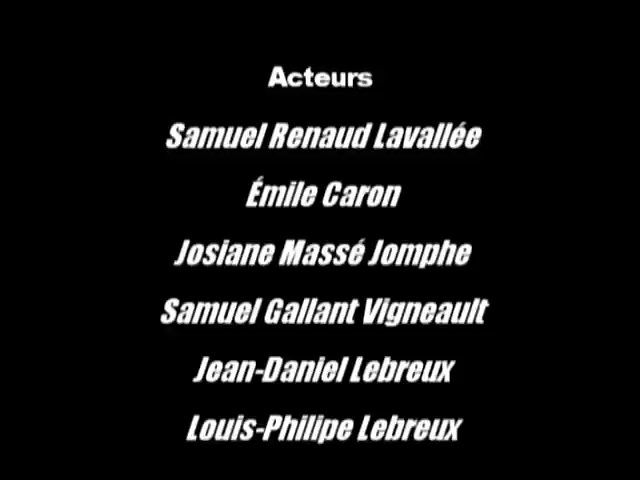 Acteurs
Samuel Renaud Lavallée
Émile Caron
Josiane Massé Jomphe
Samuel Gallant Vigneault
Jean-Daniel Lebreux
Louis-Philipe Lebreux